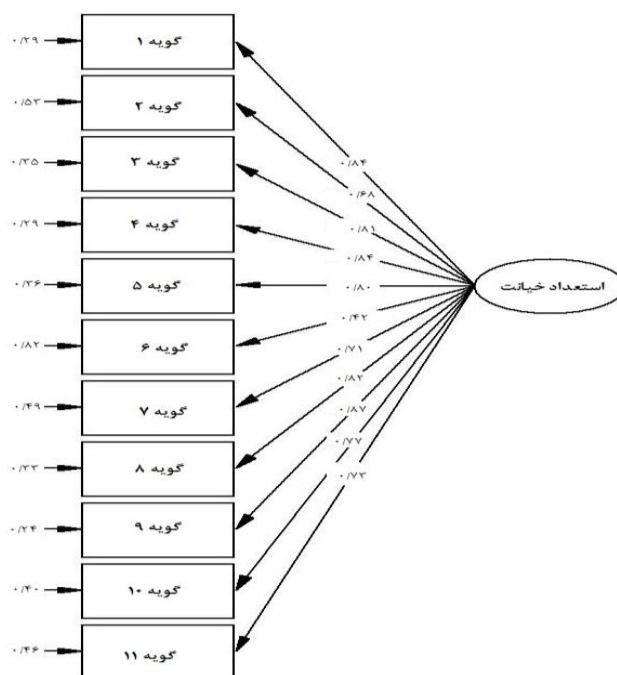 ۰/۲۹
گویه ۱
۰/۵۳
گویه ۲
۰/۳۵
گویه ۳
۰/۲۹
گویه ۴
۰/۳۶
گویه ۵
۰/۸۲
گویه ۶
۰/۴۹
گویه ۷
۰/۳۳
گویه ۸
۰/۲۴
گویه ۹
۰/۴۰
گویه ۱۰
۰/۴۶
گویه ۱۱
۰/۸۴
۰/۶۸
۰/۸۱
۰/۸۴
۰/۸۰
۰/۴۲
۰/۷۱
۰/۸۲
۰/۸۷
۰/۷۷
۰/۷۳
استعداد خیانت